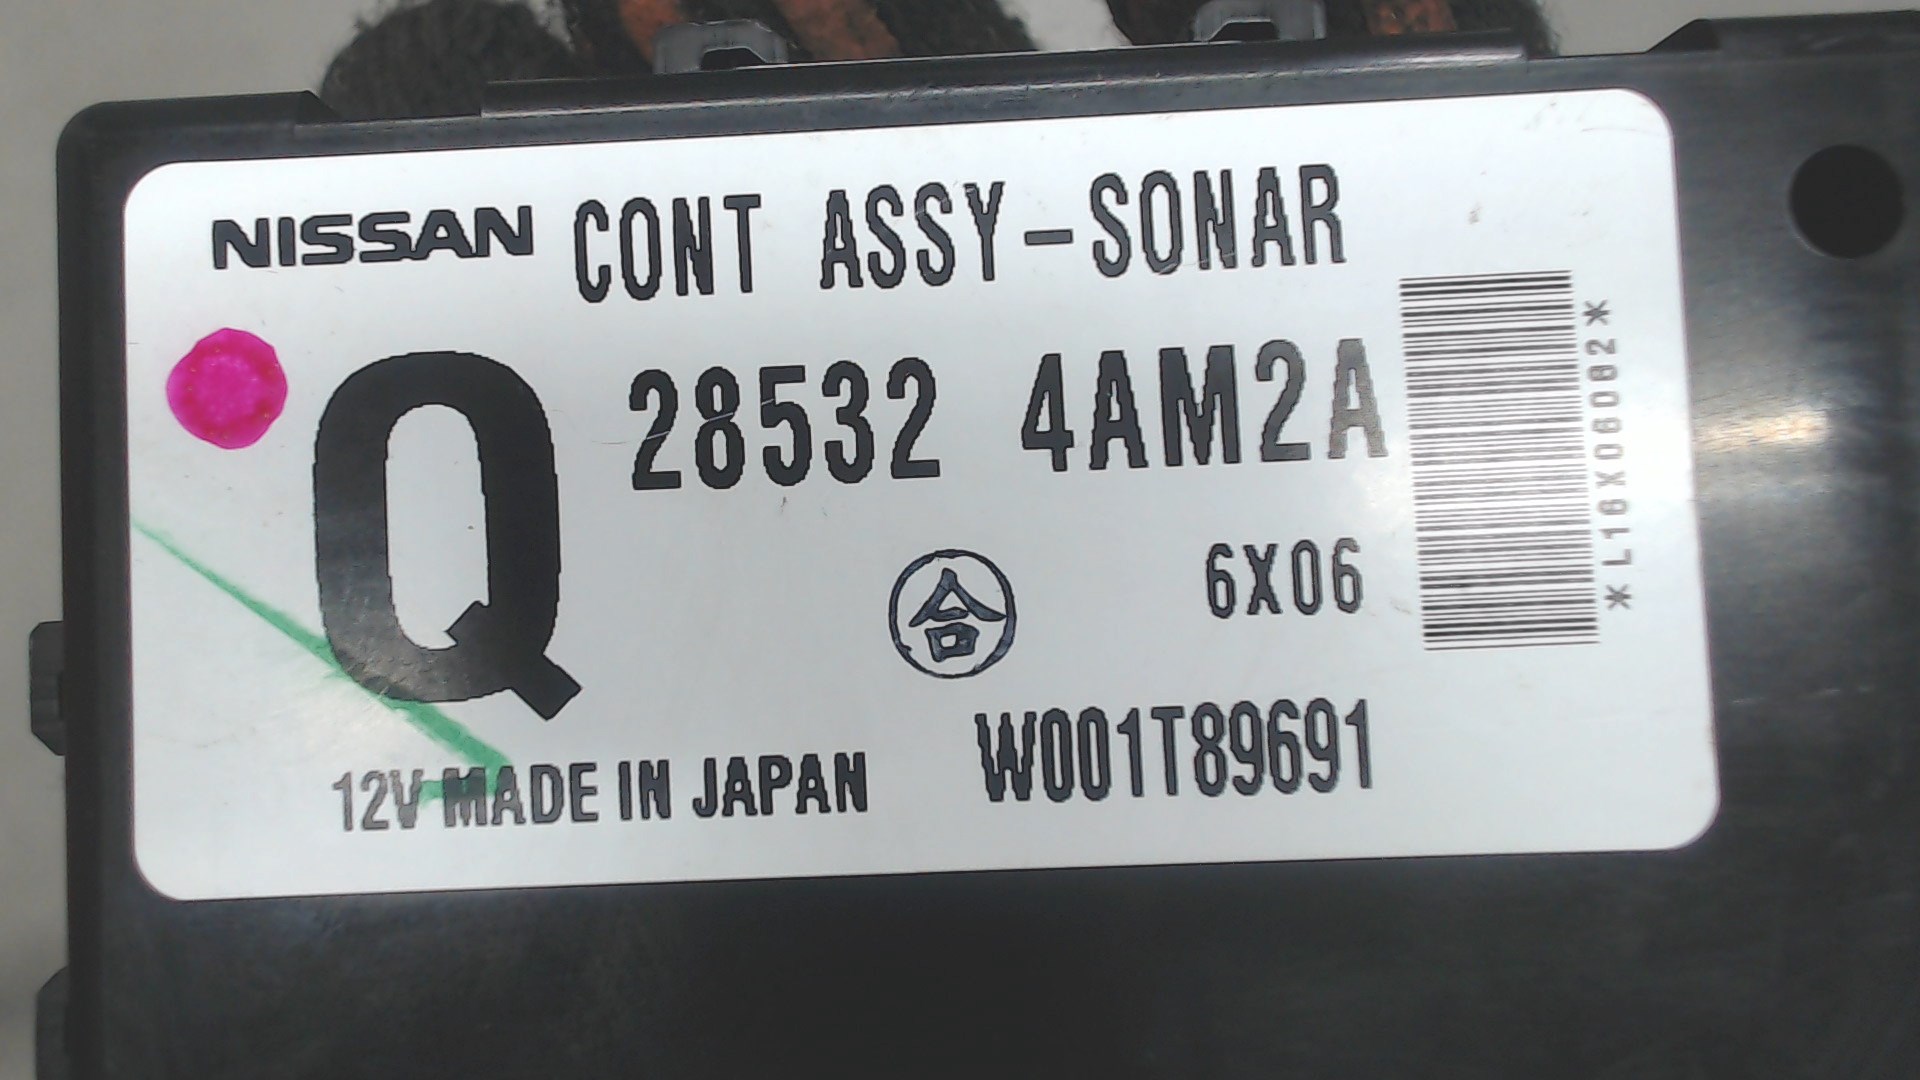 NISSAN CONT ASSY-SONAR
Q 28532 4AM2A
合 6X06
12V MADE IN JAPAN W001T89691
*L16X06082*